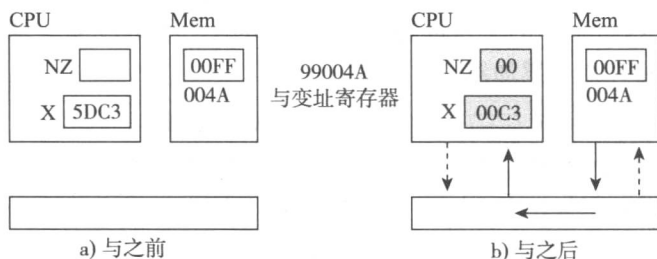 CPU
Mem
NZ
00FF
004A
X 5DC3
a) 与之前
99004A
与变址寄存器
CPU
Mem
NZ 00
00FF
004A
X 00C3
b) 与之后